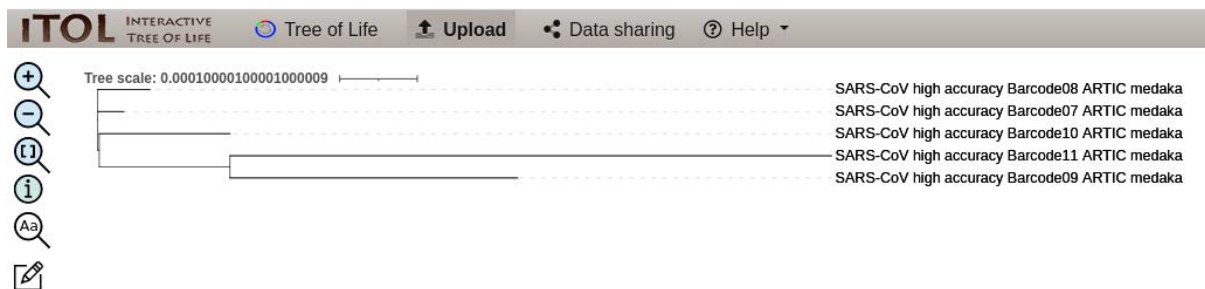 iTOL INTERACTIVE TREE OF LIFE Tree of Life Upload Data sharing Help
Tree scale: 0.00010000100001000009
SARS-CoV high accuracy Barcode08 ARTIC medaka
SARS-CoV high accuracy Barcode07 ARTIC medaka
SARS-CoV high accuracy Barcode10 ARTIC medaka
SARS-CoV high accuracy Barcode11 ARTIC medaka
SARS-CoV high accuracy Barcode09 ARTIC medaka
Aa